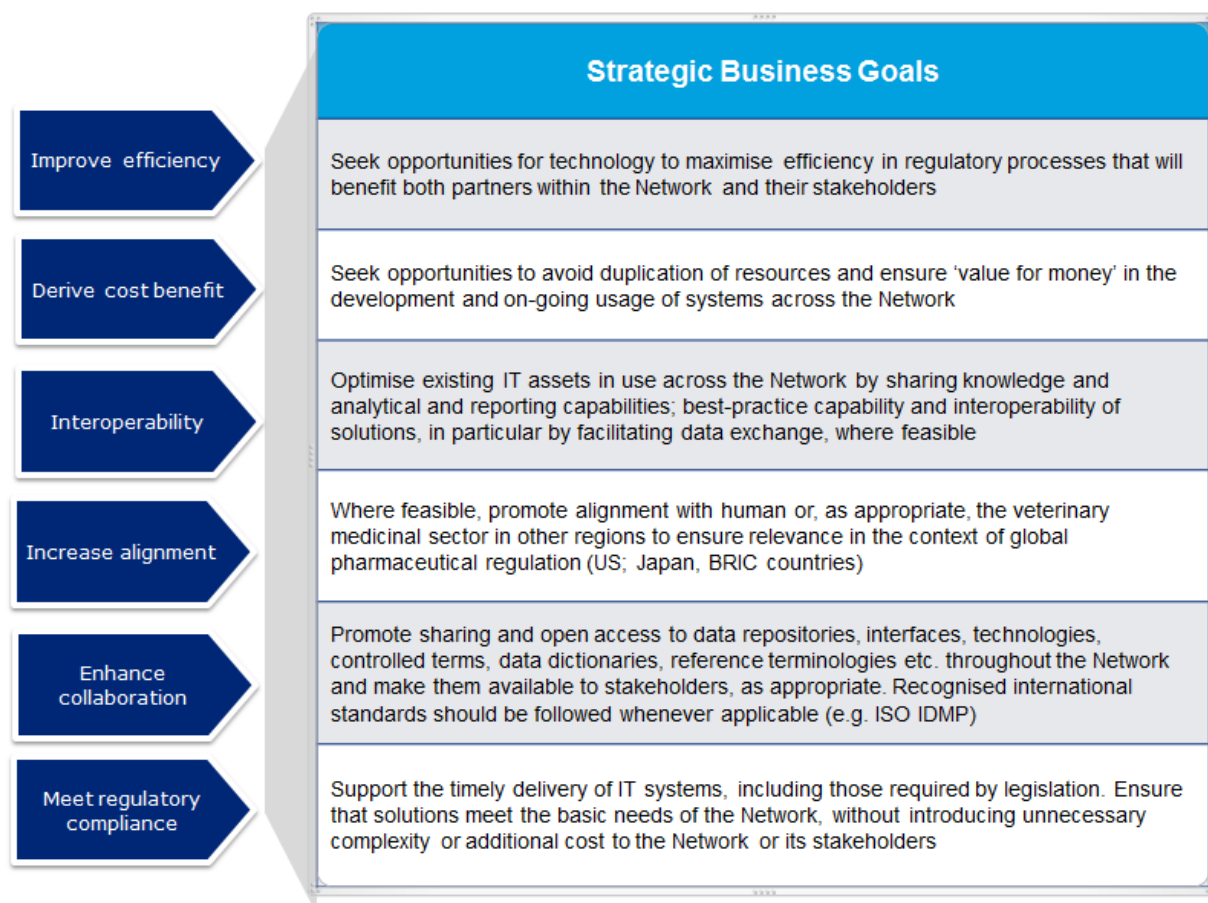 Strategic Business Goals
Improve efficiency
Seek opportunities for technology to maximise efficiency in regulatory processes that will
benefit both partners within the Network and their stakeholders
Derive cost benefit
Seek opportunities to avoid duplication of resources and ensure ‘value for money’ in the
development and on-going usage of systems across the Network
Interoperability
Optimise existing IT assets in use across the Network by sharing knowledge and
analytical and reporting capabilities; best-practice capability and interoperability of
solutions, in particular by facilitating data exchange, where feasible
Increase alignment
Where feasible, promote alignment with human or, as appropriate, the veterinary
medicinal sector in other regions to ensure relevance in the context of global
pharmaceutical regulation (US; Japan, BRIC countries)
Enhance
collaboration
Promote sharing and open access to data repositories, interfaces, technologies,
controlled terms, data dictionaries, reference terminologies etc. throughout the Network
and make them available to stakeholders, as appropriate. Recognised international
standards should be followed whenever applicable (e.g. ISO IDMP)
Meet regulatory
compliance
Support the timely delivery of IT systems, including those required by legislation. Ensure
that solutions meet the basic needs of the Network, without introducing unnecessary
complexity or additional cost to the Network or its stakeholders